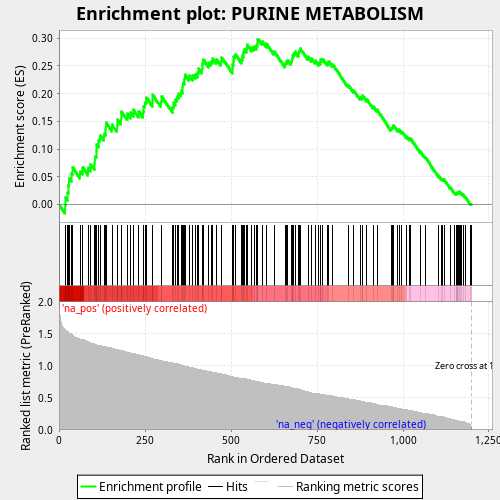 Enrichment plot: PURINE METABOLISM
Enrichment score (ES)
0.30
0.25
0.20
0.15
0.10
0.05
0.00
Ranked list metric (PreRanked)
2.0
1.5
1.0
0.5
0.0
'na_pos' (positively correlated)
Zero cross at 1
'na_neg' (negatively correlated)
0
250
500
750
1,000
1,250
Rank in Ordered Dataset
Enrichment profile
Hits
Ranking metric scores